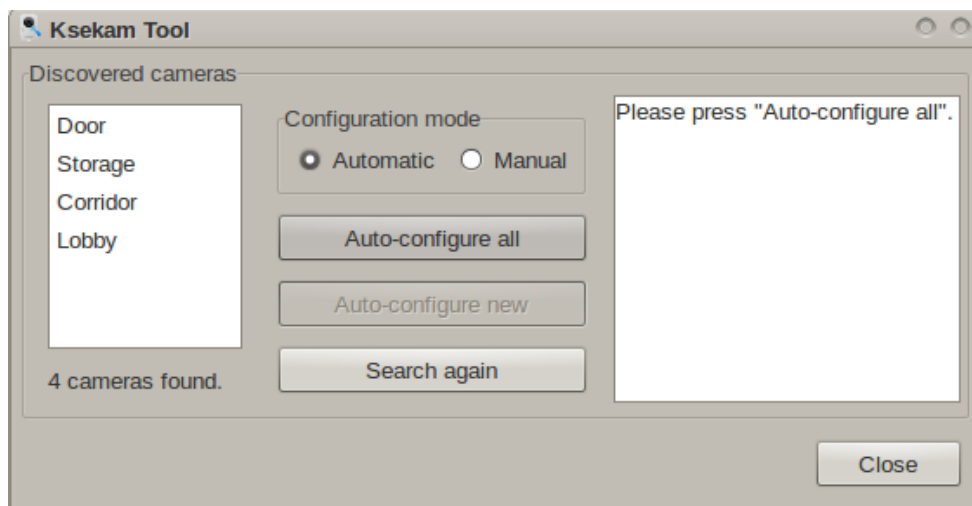 Ksekam Tool
Discovered cameras
Door
Storage
Corridor
Lobby
4 cameras found.
Configuration mode
Automatic
Manual
Auto-configure all
Auto-configure new
Search again
Please press "Auto-configure all".
Close